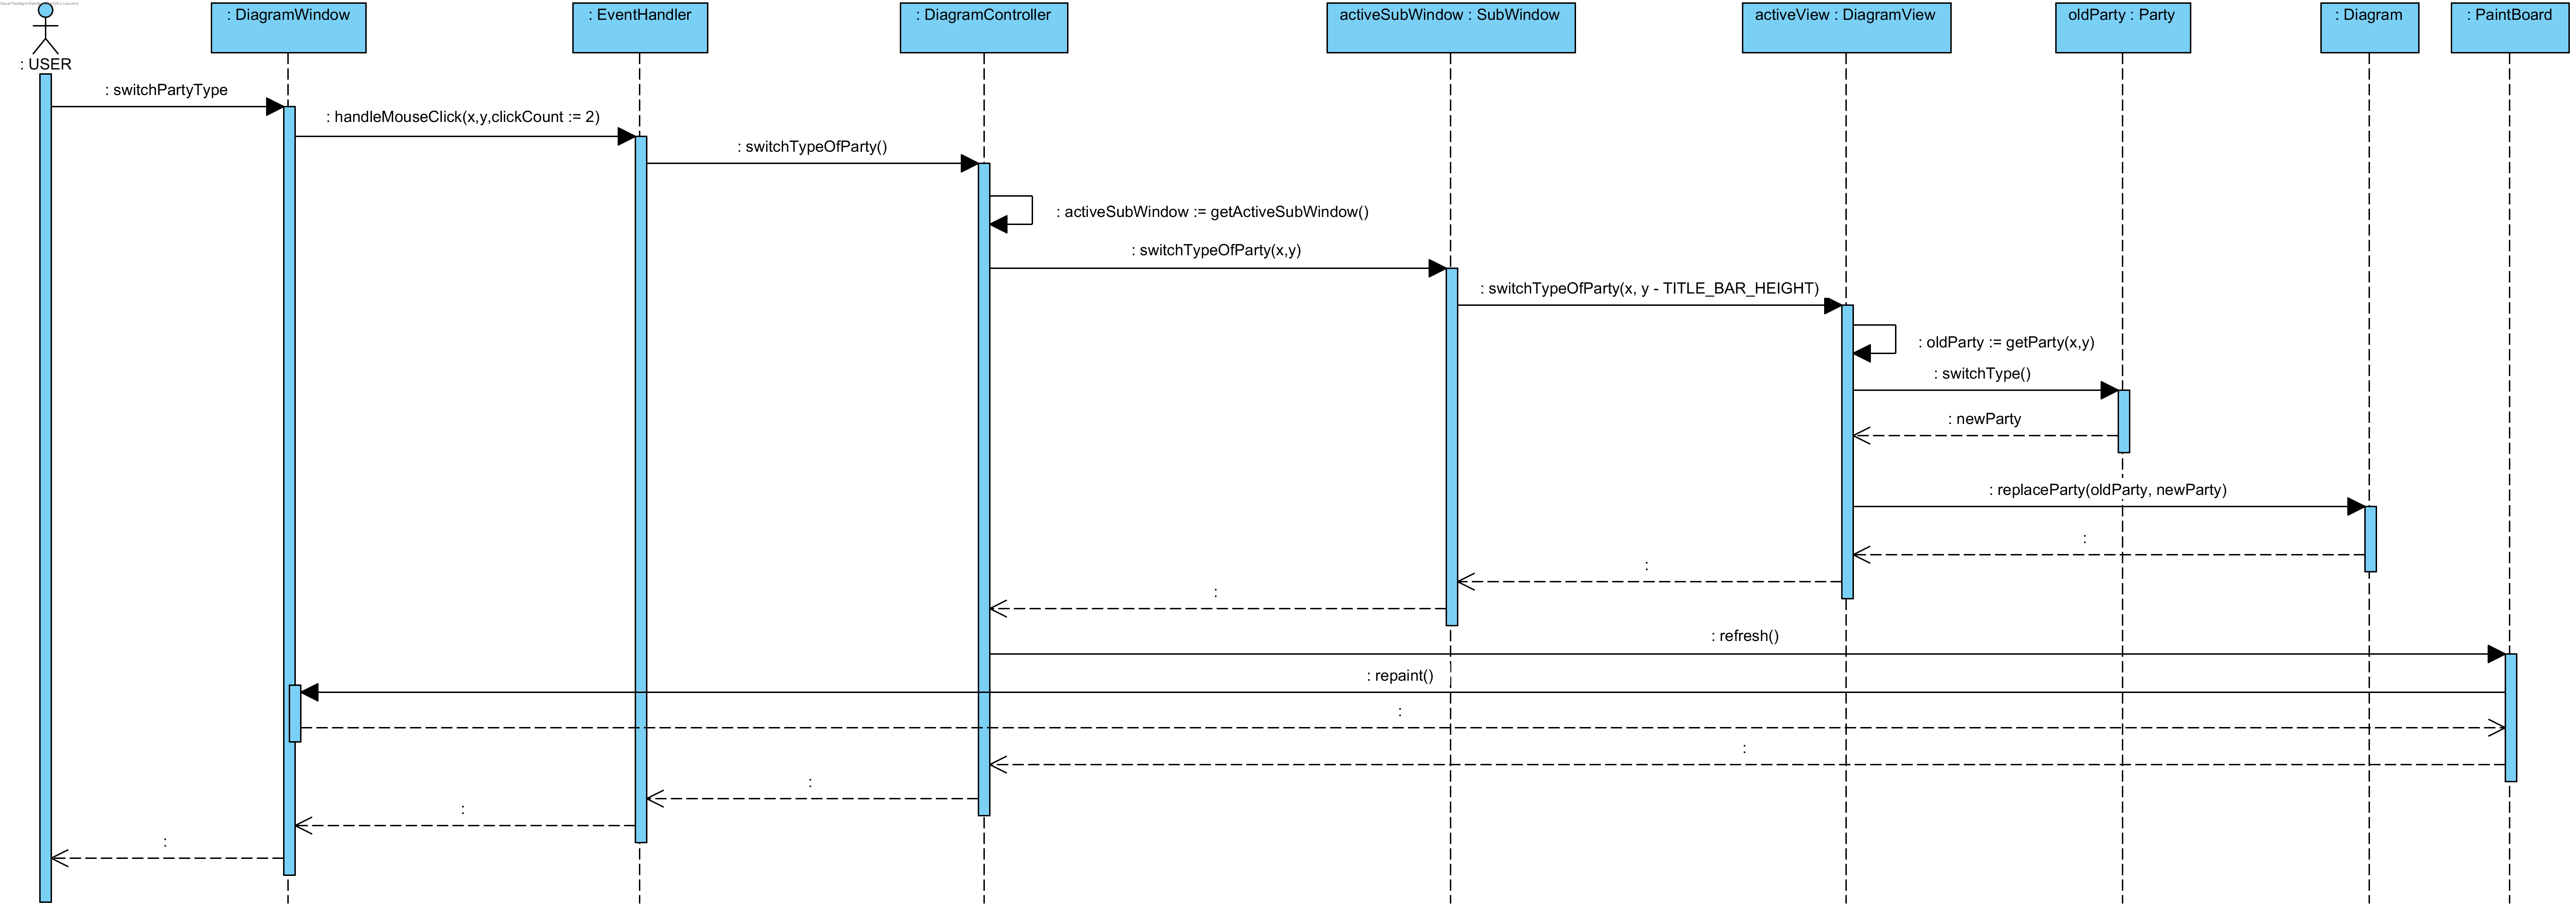 : DiagramWindow
: EventHandler
: DiagramController
activeSubWindow : SubWindow
activeView : DiagramView
oldParty : Party
: Diagram
: PaintBoard
: USER
: switchPartyType
: handleMouseClick(x,y,clickCount := 2)
: switchTypeOfParty()
: activeSubWindow := getActiveSubWindow()
: switchTypeOfParty(x,y)
: switchTypeOfParty(x, y - TITLE_BAR_HEIGHT)
: oldParty := getParty(x,y)
: switchType()
: newParty
: replaceParty(oldParty, newParty)
:
:
:
: refresh()
: repaint()
:
:
:
:
: